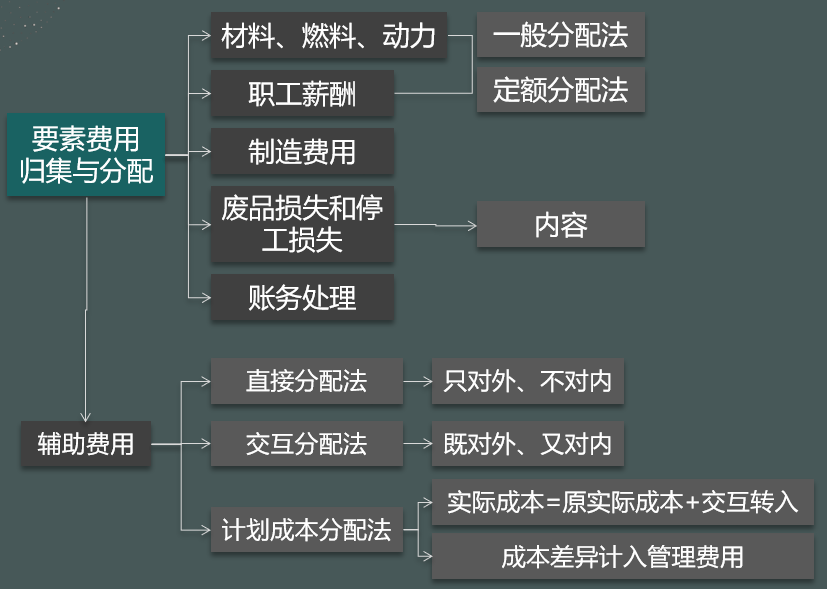 要素费用
归集与分配
材料、燃料、动力
一般分配法
定额分配法
职工薪酬
制造费用
废品损失和停
工损失
内容
账务处理
辅助费用
直接分配法
只对外、不对内
交互分配法
既对外、又对内
计划成本分配法
实际成本=原实际成本+交互转入
成本差异计入管理费用